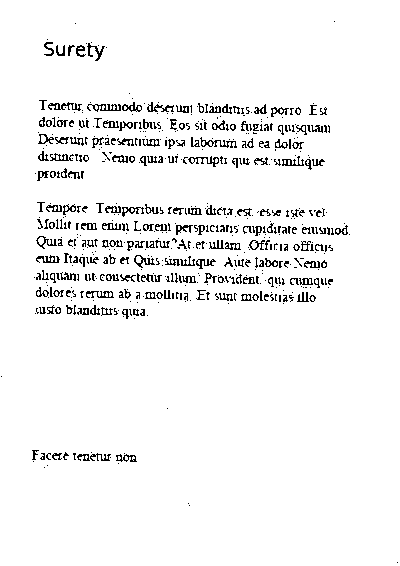 Surety
Tenetur commodo deserunt blanditiis ad porro Est
dolore ut Temporibus Eos sit odio fugiat quisquam
Deserunt praesentium ipsa laborum ad ea dolor
distinctio Nemo quia ut corrupti qui est similique
proident
Tempore Temporibus rerum dicta est esse iste vel
Mollit rem enim Lorem perspiciatis cupiditate eiusmod
Quia et aut non pariatur? At et ullam Officia officiis
eum Itaque ab et Quis similique Aute labore Nemo
aliquam ut consectetur illum. Provident qui cumque
dolores rerum ab a mollitia. Et sunt molestias illo
iusto blanditiis quia.
Facere tenetur non